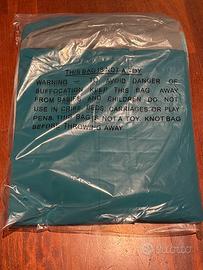 THIS BAG IS NOT A TOY
WARNING - TO AVOID DANGER OF
SUFFOCATION KEEP THIS BAG AWAY
FROM BABIES AND CHILDREN DO NOT
USE IN CRIBS, BEDS, CARRIAGES OR PLAY
PENS. THIS BAG IS NOT A TOY. KNOT BAG
BEFORE THROWING AWAY.
subito